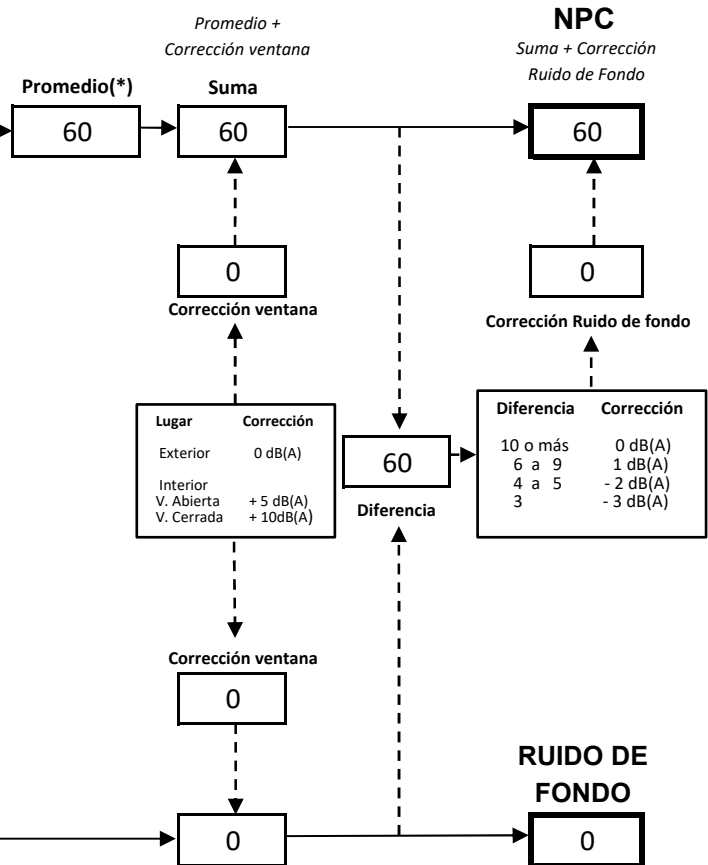 Promedio +
Corrección ventana
NPC
Suma + Corrección
Ruido de Fondo
Promedio(*)
Suma
60
60
60
0
0
Corrección ventana
Corrección Ruido de fondo
Lugar Corrección
Exterior 0 dB(A)
Interior
V. Abierta + 5 dB(A)
V. Cerrada + 10dB(A)
60
Diferencia
Diferencia Corrección
10 o más 0 dB(A)
6 a 9 1 dB(A)
4 a 5 - 2 dB(A)
3 - 3 dB(A)
Corrección ventana
0
RUIDO DE
FONDO
0
0